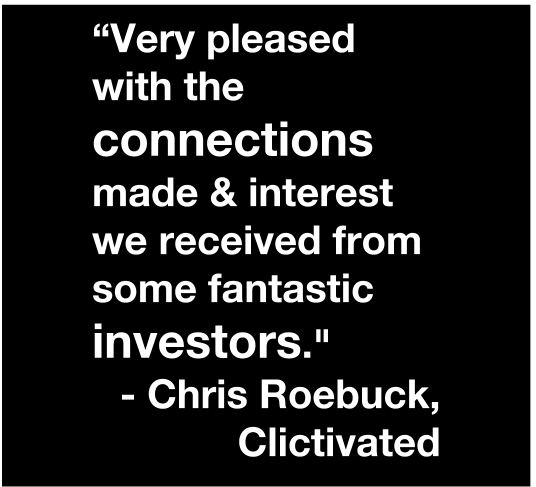 “Very pleased
with the
connections
made & interest
we received from
some fantastic
investors."
- Chris Roebuck,
Clictivated